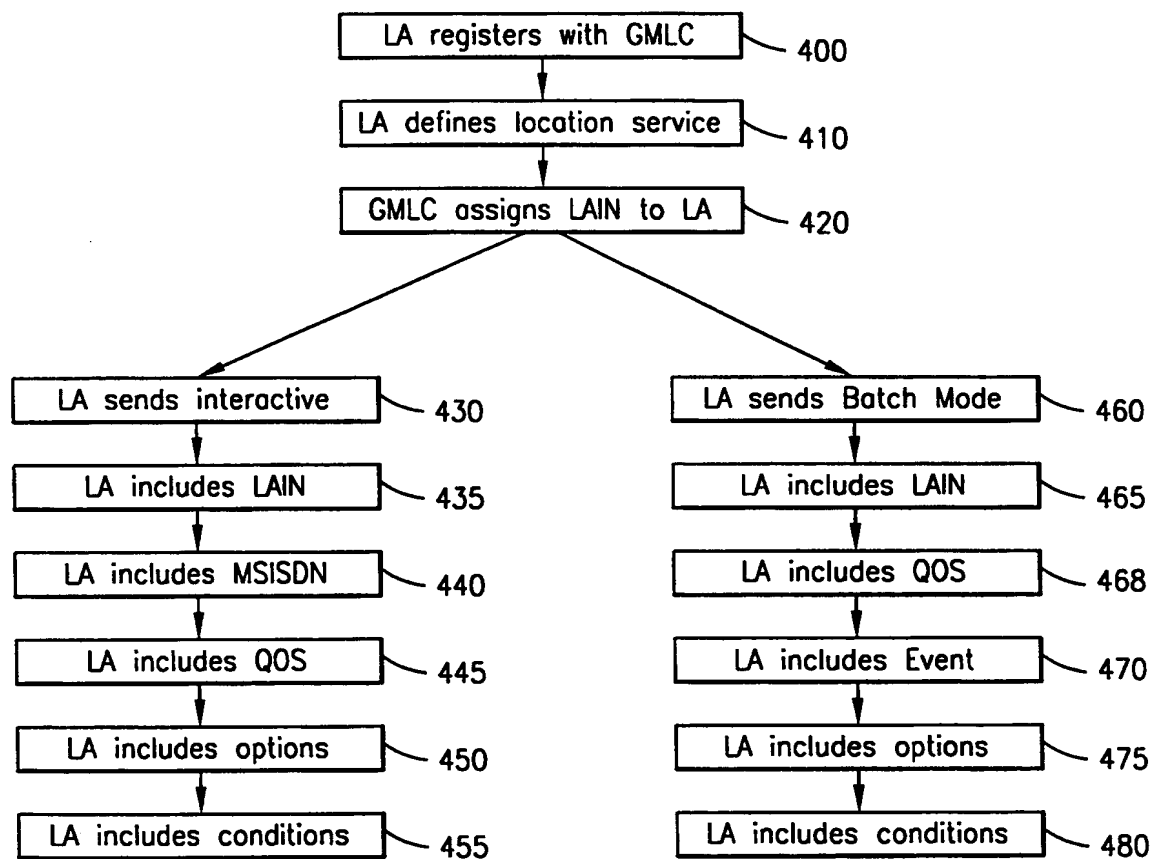 LA registers with GMLC
400
LA defines location service
410
GMLC assigns LAIN to LA
420
LA sends interactive
430
LA includes LAIN
435
LA includes MSISDN
440
LA includes QOS
445
LA includes options
450
LA includes conditions
455
LA sends Batch Mode
460
LA includes LAIN
465
LA includes QOS
468
LA includes Event
470
LA includes options
475
LA includes conditions
480